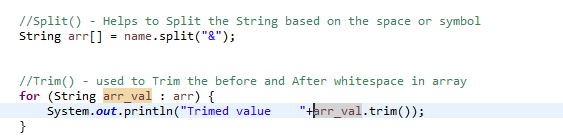 //Split() - Helps to Split the String based on the space or symbol
String arr[] = name.split("&");
//Trim() - used to Trim the before and After whitespace in array
for (String arr_val : arr) {
System.out.println("Trimed value    "+arr_val.trim());
}